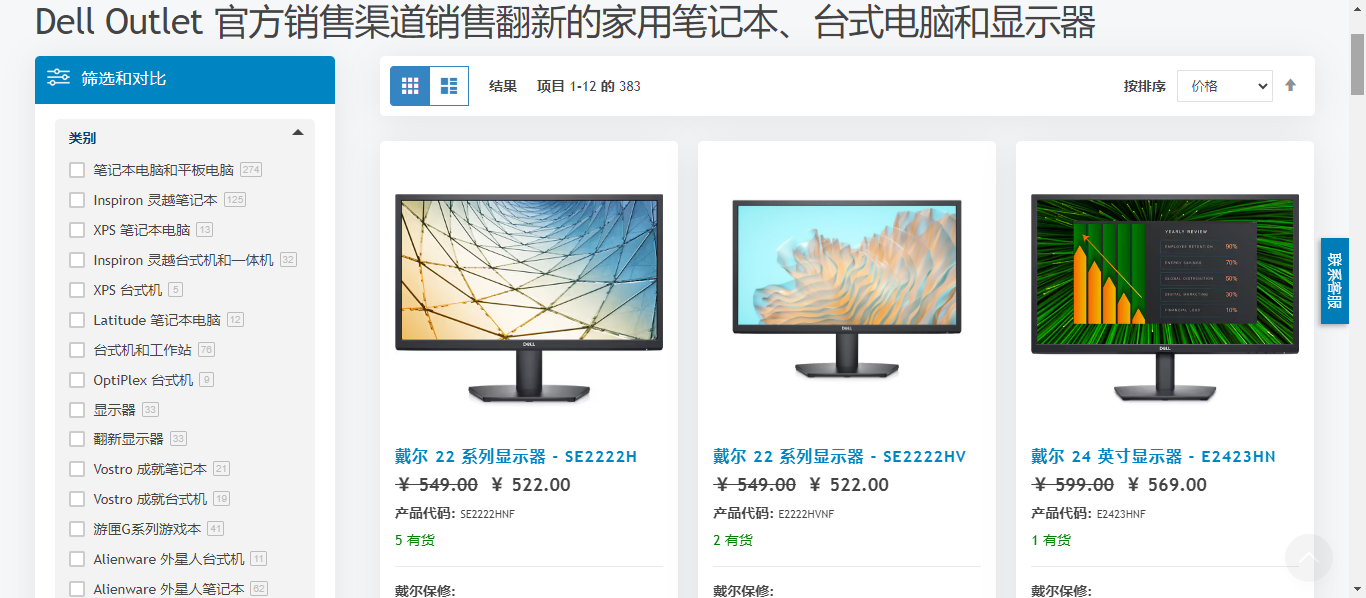 Dell Outlet 官方销售渠道销售翻新的家用笔记本、台式电脑和显示器
筛选和对比
类别
笔记本电脑和平板电脑 274
Inspiron 灵越笔记本 125
XPS 笔记本电脑 13
Inspiron 灵越台式机和一体机 32
XPS 台式机 5
Latitude 笔记本电脑 12
台式机和工作站 76
OptiPlex 台式机 9
显示器 33
翻新显示器 33
Vostro 成就笔记本 21
Vostro 成就台式机 19
游匣G系列游戏本 41
Alienware 外星人台式机 11
Alienware 外星人笔记本 62
结果 项目 1-12 的 383
按排序 价格
DELL
戴尔 22 系列显示器 - SE2222H
¥ 549.00 ¥ 522.00
产品代码: SE2222HNF
5 有货
戴尔保修:
DELL
戴尔 22 系列显示器 - SE2222HV
¥ 549.00 ¥ 522.00
产品代码: E2222HVNF
2 有货
戴尔保修:
YEARLY REVIEW
EMPLOYEE RETENTION 90%
ENERGY SAVINGS 70%
GLOBAL DISTRIBUTION 50%
DIGITAL MARKETING 30%
FINANCIAL LOSS 10%
DELL
戴尔 24 英寸显示器 - E2423HN
¥ 599.00 ¥ 569.00
产品代码: E2423HNF
1 有货
戴尔保修:
联系客服